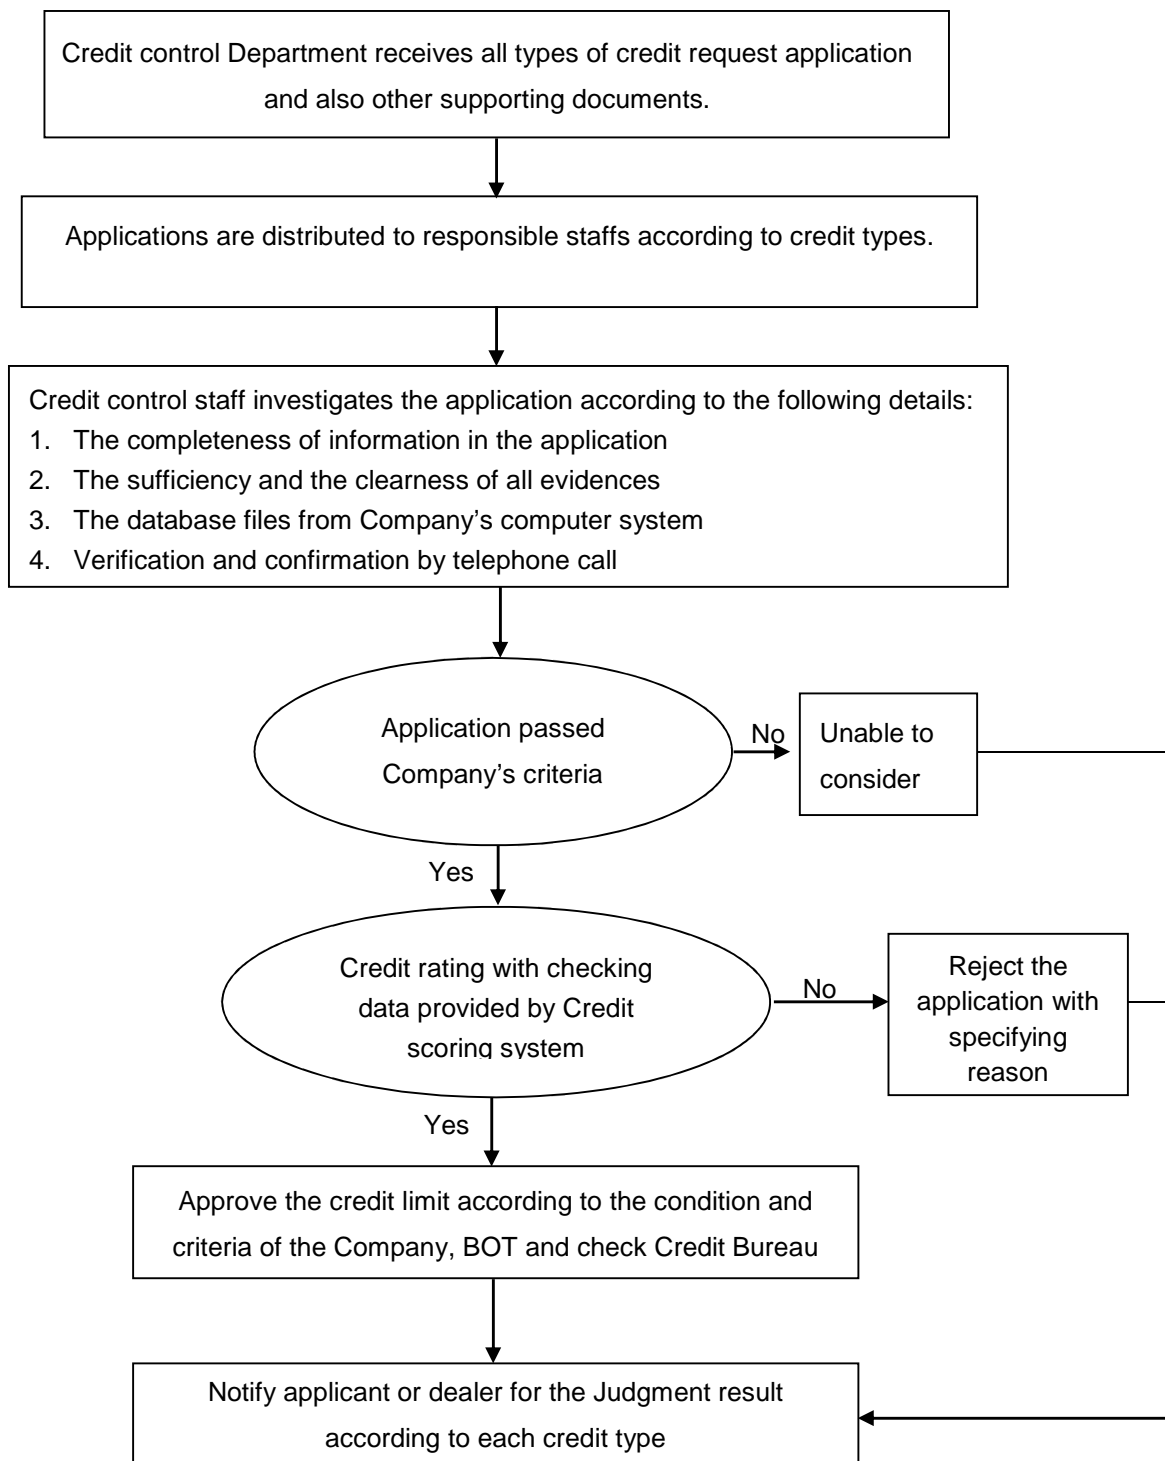 Credit control Department receives all types of credit request application
and also other supporting documents.
Applications are distributed to responsible staffs according to credit types.
Credit control staff investigates the application according to the following details:
1. The completeness of information in the application
2. The sufficiency and the clearness of all evidences
3. The database files from Company’s computer system
4. Verification and confirmation by telephone call
Application passed
Company’s criteria
No
Unable to
consider
Yes
Credit rating with checking
data provided by Credit
scoring system
No
Reject the
application with
specifying
reason
Yes
Approve the credit limit according to the condition and
criteria of the Company, BOT and check Credit Bureau
Notify applicant or dealer for the Judgment result
according to each credit type